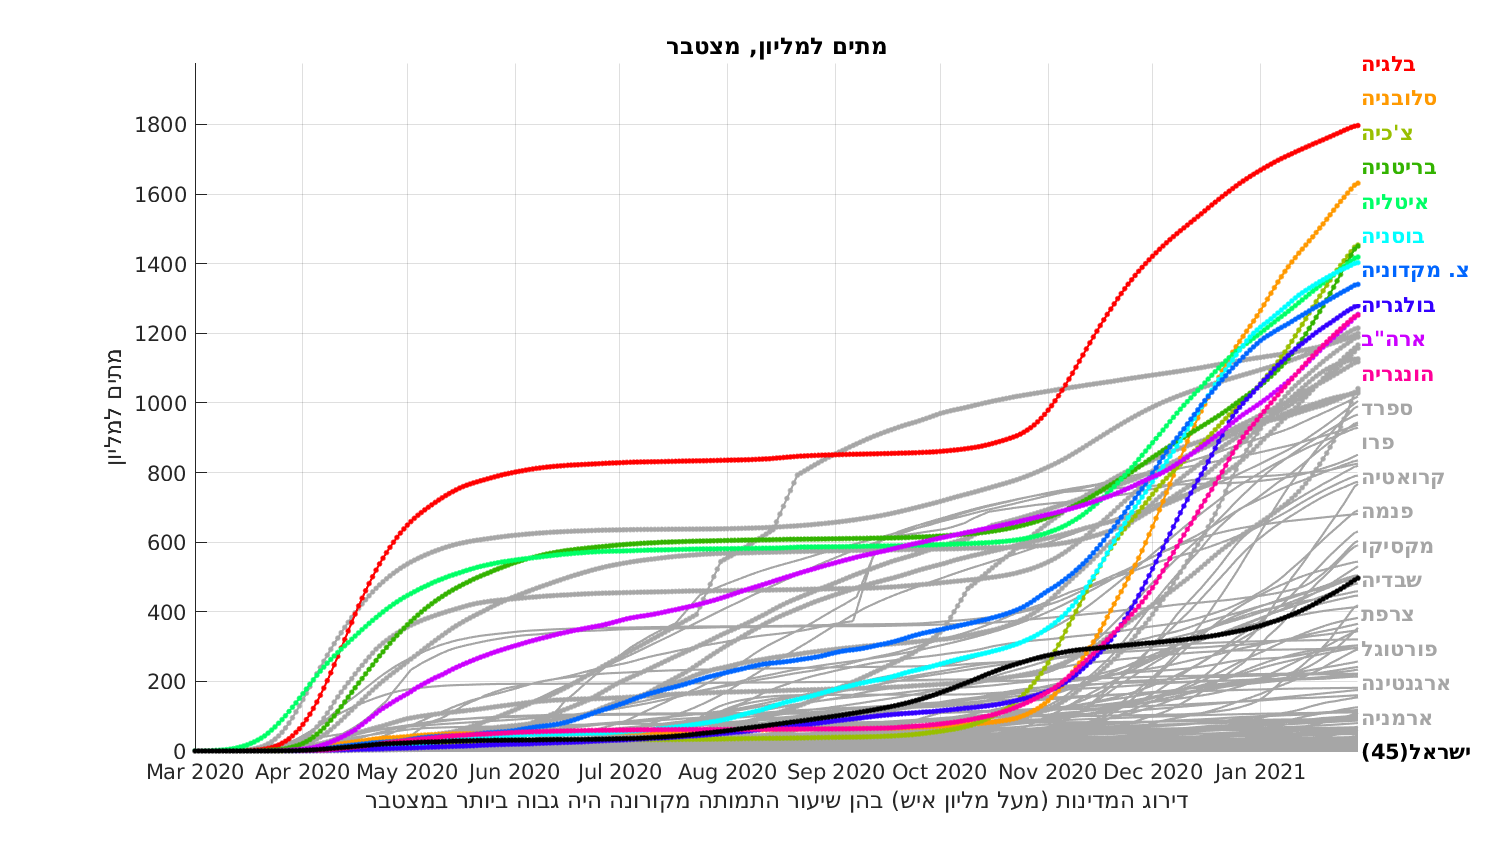 מתים למליון, מצטבר
מתים למליון
1800
1600
1400
1200
1000
800
600
400
200
0
Mar 2020 Apr 2020 May 2020 Jun 2020 Jul 2020 Aug 2020 Sep 2020 Oct 2020 Nov 2020 Dec 2020 Jan 2021
דירוג המדינות (מעל מליון איש) בהן שיעור התמותה מקורונה היה גבוה ביותר במצטבר
בלגיה
סלובניה
צ'כיה
בריטניה
איטליה
בוסניה
צ. מקדוניה
בולגריה
ארה"ב
הונגריה
ספרד
פרו
קרואטיה
פנמה
מקסיקו
שבדיה
צרפת
פורטוגל
ארגנטינה
ארמניה
ישראל(45)